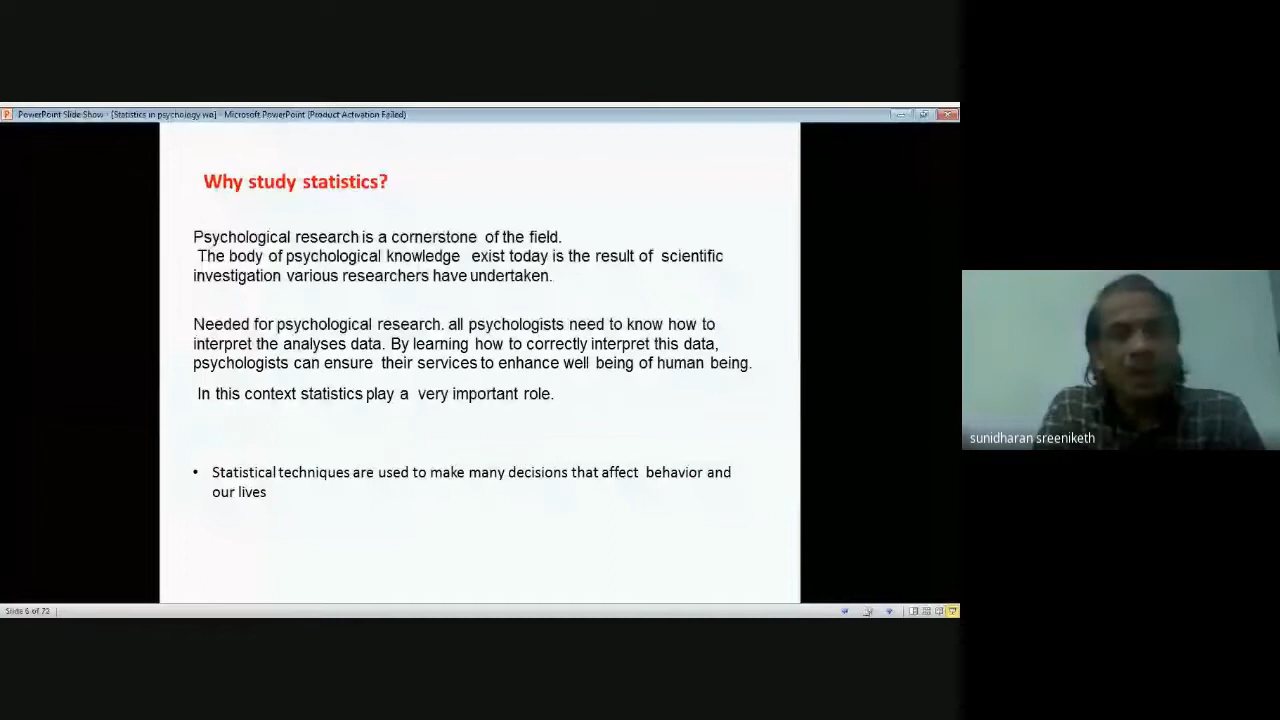 PowerPoint Slide Show - [Statistics in psychology wo] - Microsoft PowerPoint (Product Activation Failed)
Why study statistics?
Psychological research is a cornerstone of the field.
The body of psychological knowledge exist today is the result of scientific
investigation various researchers have undertaken.
Needed for psychological research. all psychologists need to know how to
interpret the analyses data. By learning how to correctly interpret this data,
psychologists can ensure their services to enhance well being of human being.
In this context statistics play a very important role.
• Statistical techniques are used to make many decisions that affect behavior and
our lives
sunidharan sreeniketh
Slide 6 of 72